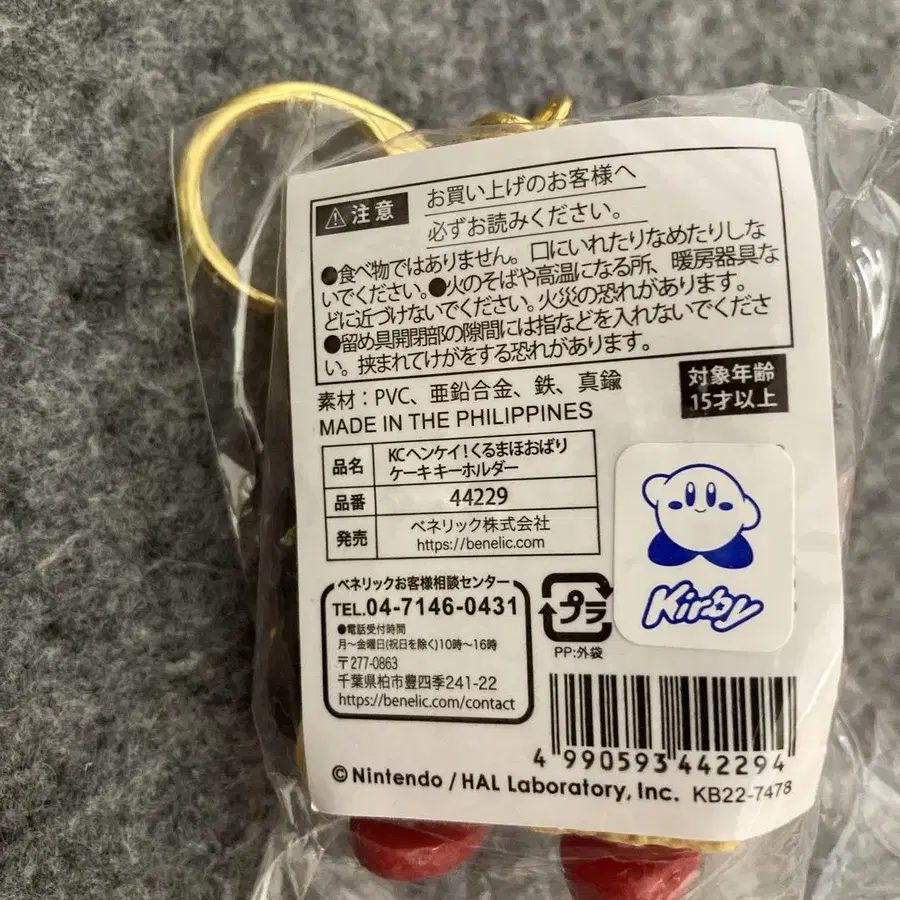 ⚠注意
お買い上げのお客様へ
必ずお読みください。
●食べ物ではありません。口にいれたりなめたりしな
いでください。●火のそばや高温になる所、暖房器具な
どに近づけないでください。火災の恐れがあります。
●留め具開閉部の隙間には指などを入れないでくださ
い。挟まれてけがをする恐れがあります。
素材：PVC、亜鉛合金、鉄、真鍮
MADE IN THE PHILIPPINES
対象年齢
15才以上
品名 KCヘンケイ！くるまほおばり
ケーキキーホルダー
品番 44229
発売 ベネリック株式会社
https://benelic.com
Kirby
ベネリックお客様相談センター
TEL.04-7146-0431
●電話受付時間
月～金曜日(祝日を除く)10時～16時
〒277-0863
千葉県柏市豊四季241-22
https://benelic.com/contact
プラ
PP:外袋
4 990593 442294
©Nintendo / HAL Laboratory, Inc. KB22-7478